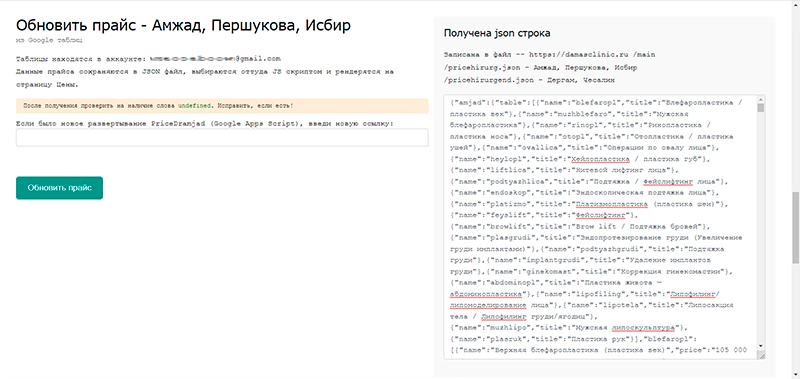 Обновить прайс - Амжад, Першукова, Исбир
из Google таблиц
Таблицы находятся в аккаунте: @gmail.com
Данные прайса сохраняются в JSON файл, выбираются оттуда JS скриптом и рендерятся на
страницу Цены.
После получения проверить на наличие слова undefined. Исправить, если есть!
Если было новое развертывание PriceDramjad (Google Apps Script), введи новую ссылку:
Обновить прайс
Получена json строка
Записана в файл -- https://damasclinic.ru /main
/pricehirurg.json - Амжад, Першукова, Исбир
/pricehirurgend.json - Дергам, Чесалин
{"amjad":{"table":[[{"name":"blefaropl","title":"Блефаропластика /
пластика век"},{"name":"muzhblefaro","title":"Мужская
блефаропластика"},{"name":"rinopl","title":"Ринопластика /
пластика носа"},{"name":"otopl","title":"Отопластика / пластика
ушей"},{"name":"ovallica","title":"Операции по овалу лица"},
{"name":"heylopl","title":"Хейлопластика / пластика губ"},
{"name":"liftlica","title":"Нитевой лифтинг лица"},
{"name":"podtyazhlica","title":"Подтяжка / Фейслифтинг лица"},
{"name":"endoskop","title":"Эндоскопическая подтяжка лица"},
{"name":"platizmo","title":"Платизмопластика (пластика шеи)"},
{"name":"feyslift","title":"Фейслифтинг"},
{"name":"browlift","title":"Brow lift / Подтяжка бровей"},
{"name":"plasgrudi","title":"Эндопротезирование груди (Увеличение
груди имплантами)"},{"name":"podtyazhgrudi","title":"Подтяжка
груди"},{"name":"implantgrudi","title":"Удаление имплантов
груди"},{"name":"ginekomast","title":"Коррекция гинекомастии"},
{"name":"abdominopl","title":"Пластика живота –
абдоминопластика"},{"name":"lipofiling","title":"Липофилинг/
липомоделирование лица"},{"name":"lipotela","title":"Липосакция
тела / Липофилинг груди/ягодиц"},
{"name":"muzhlipo","title":"Мужская липоскульптура"},
{"name":"plasruk","title":"Пластика рук"}],"blefaropl":
[[{"name":"Верхняя блефаропластика (пластика век)","price":"105 000